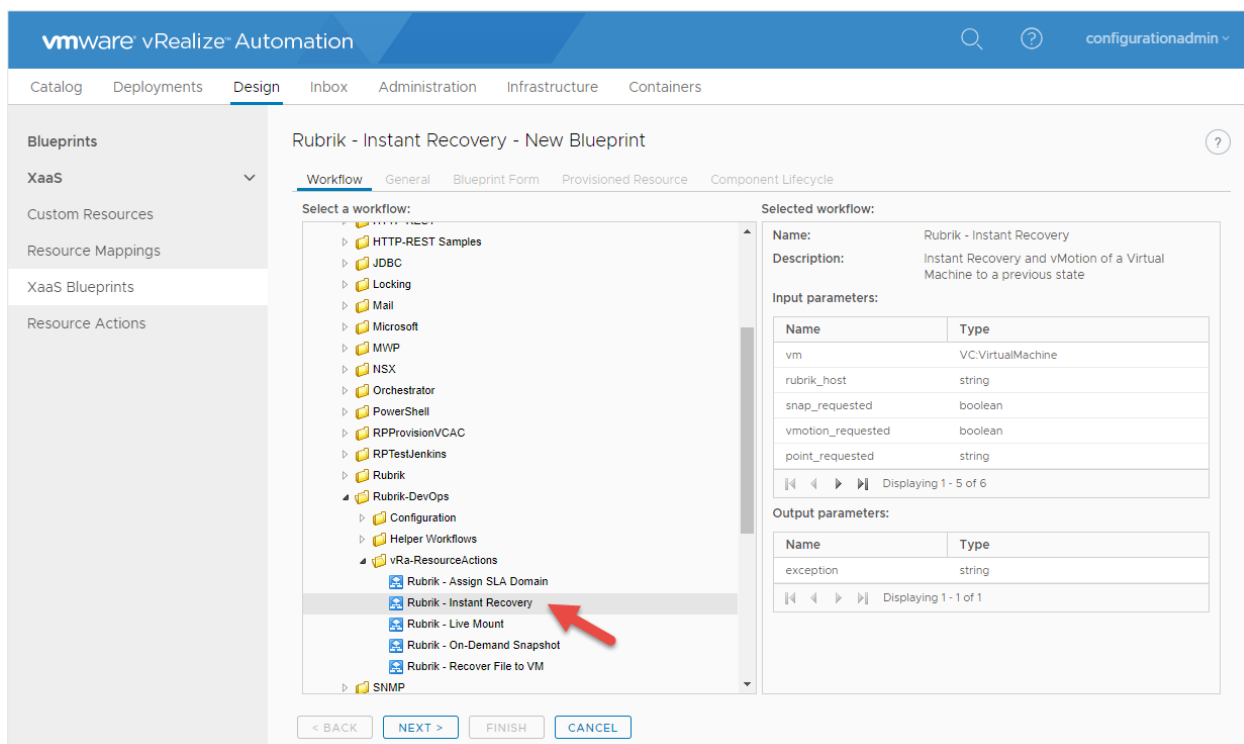 vmware vRealize™ Automation
configurationadmin
Catalog Deployments Design Inbox Administration Infrastructure Containers
Blueprints
XaaS
Custom Resources
Resource Mappings
XaaS Blueprints
Resource Actions
Rubrik - Instant Recovery - New Blueprint
?
Workflow General Blueprint Form Provisioned Resource Component Lifecycle
Select a workflow:
HTTP-REST
HTTP-REST Samples
JDBC
Locking
Mail
Microsoft
MWP
NSX
Orchestrator
PowerShell
RPProvisionVCAC
RPTestJenkins
Rubrik
Rubrik-DevOps
Configuration
Helper Workflows
vRa-ResourceActions
Rubrik - Assign SLA Domain
Rubrik - Instant Recovery
Rubrik - Live Mount
Rubrik - On-Demand Snapshot
Rubrik - Recover File to VM
SNMP
Selected workflow:
Name: Rubrik - Instant Recovery
Description: Instant Recovery and vMotion of a Virtual
Machine to a previous state
Input parameters:
Name Type
vm VC:VirtualMachine
rubrik_host string
snap_requested boolean
vmotion_requested boolean
point_requested string
Displaying 1 - 5 of 6
Output parameters:
Name Type
exception string
Displaying 1 - 1 of 1
< BACK NEXT > FINISH CANCEL